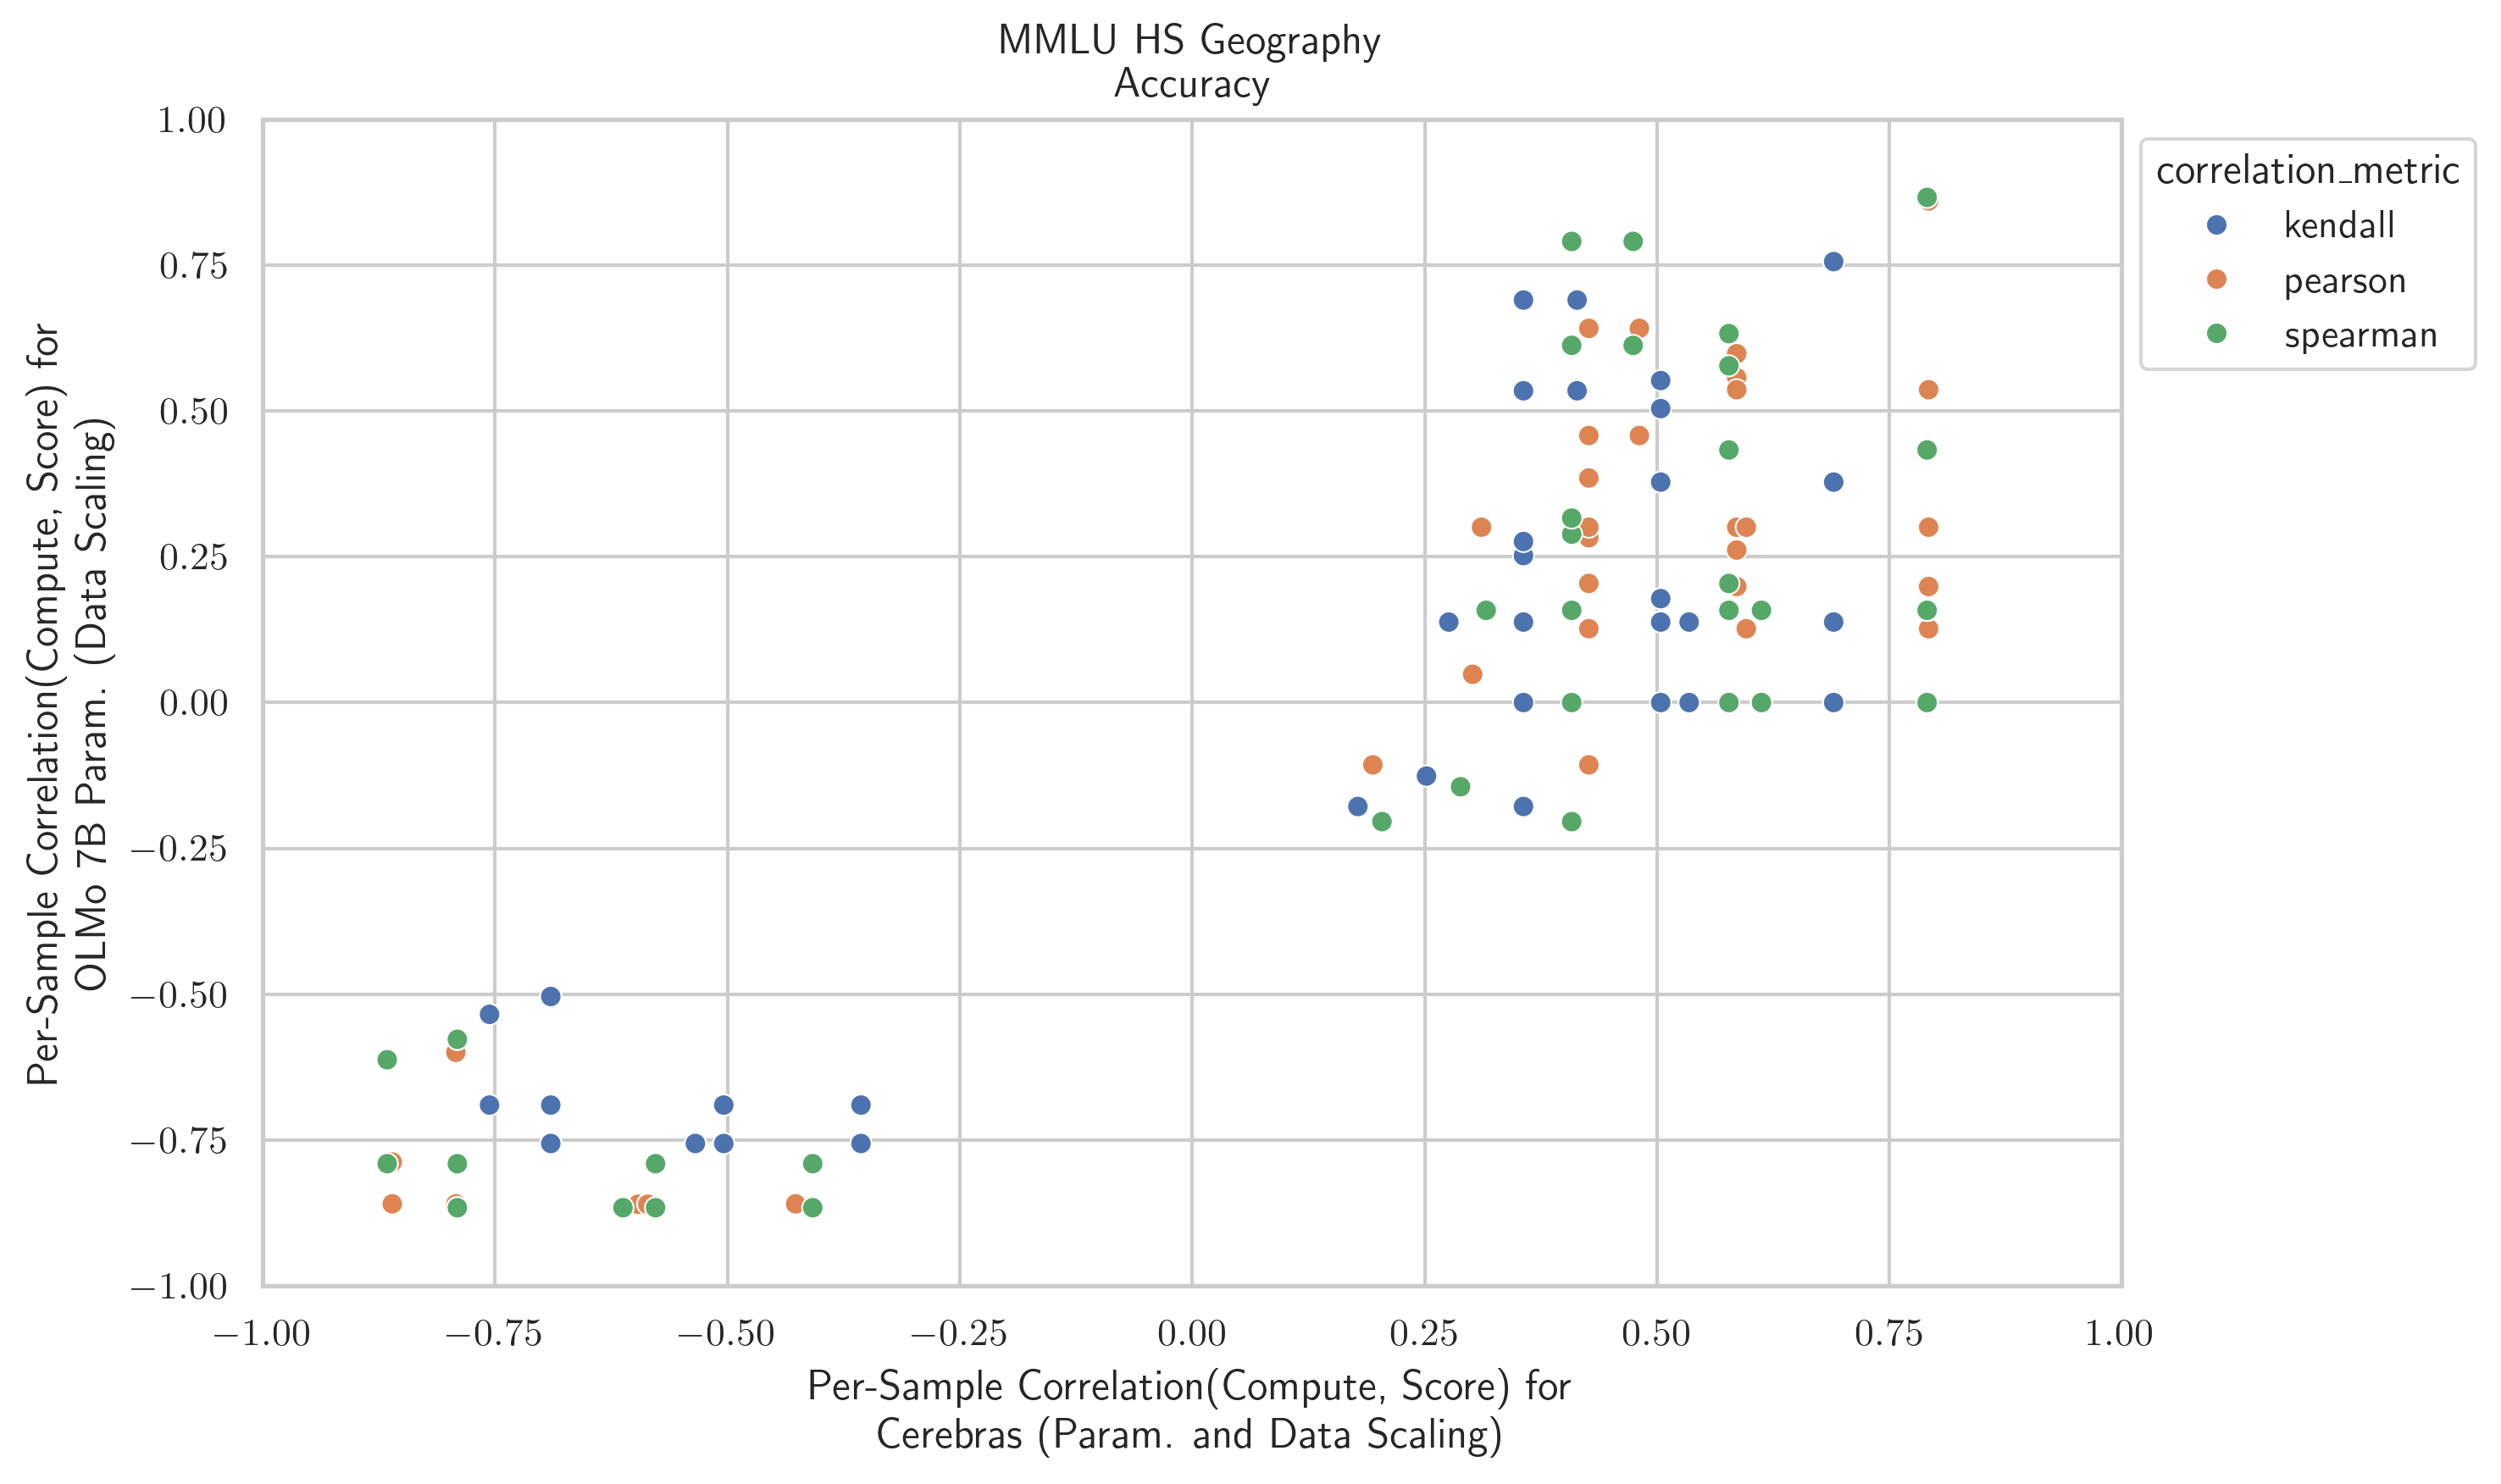 MMLU HS Geography
Accuracy
1.00
0.75
0.50
0.25
0.00
−0.25
−0.50
−0.75
−1.00
Per-Sample Correlation(Compute, Score) for
OLMo 7B Param. (Data Scaling)
−1.00 −0.75 −0.50 −0.25 0.00 0.25 0.50 0.75 1.00
Per-Sample Correlation(Compute, Score) for
Cerebras (Param. and Data Scaling)
correlation_metric
kendall
pearson
spearman